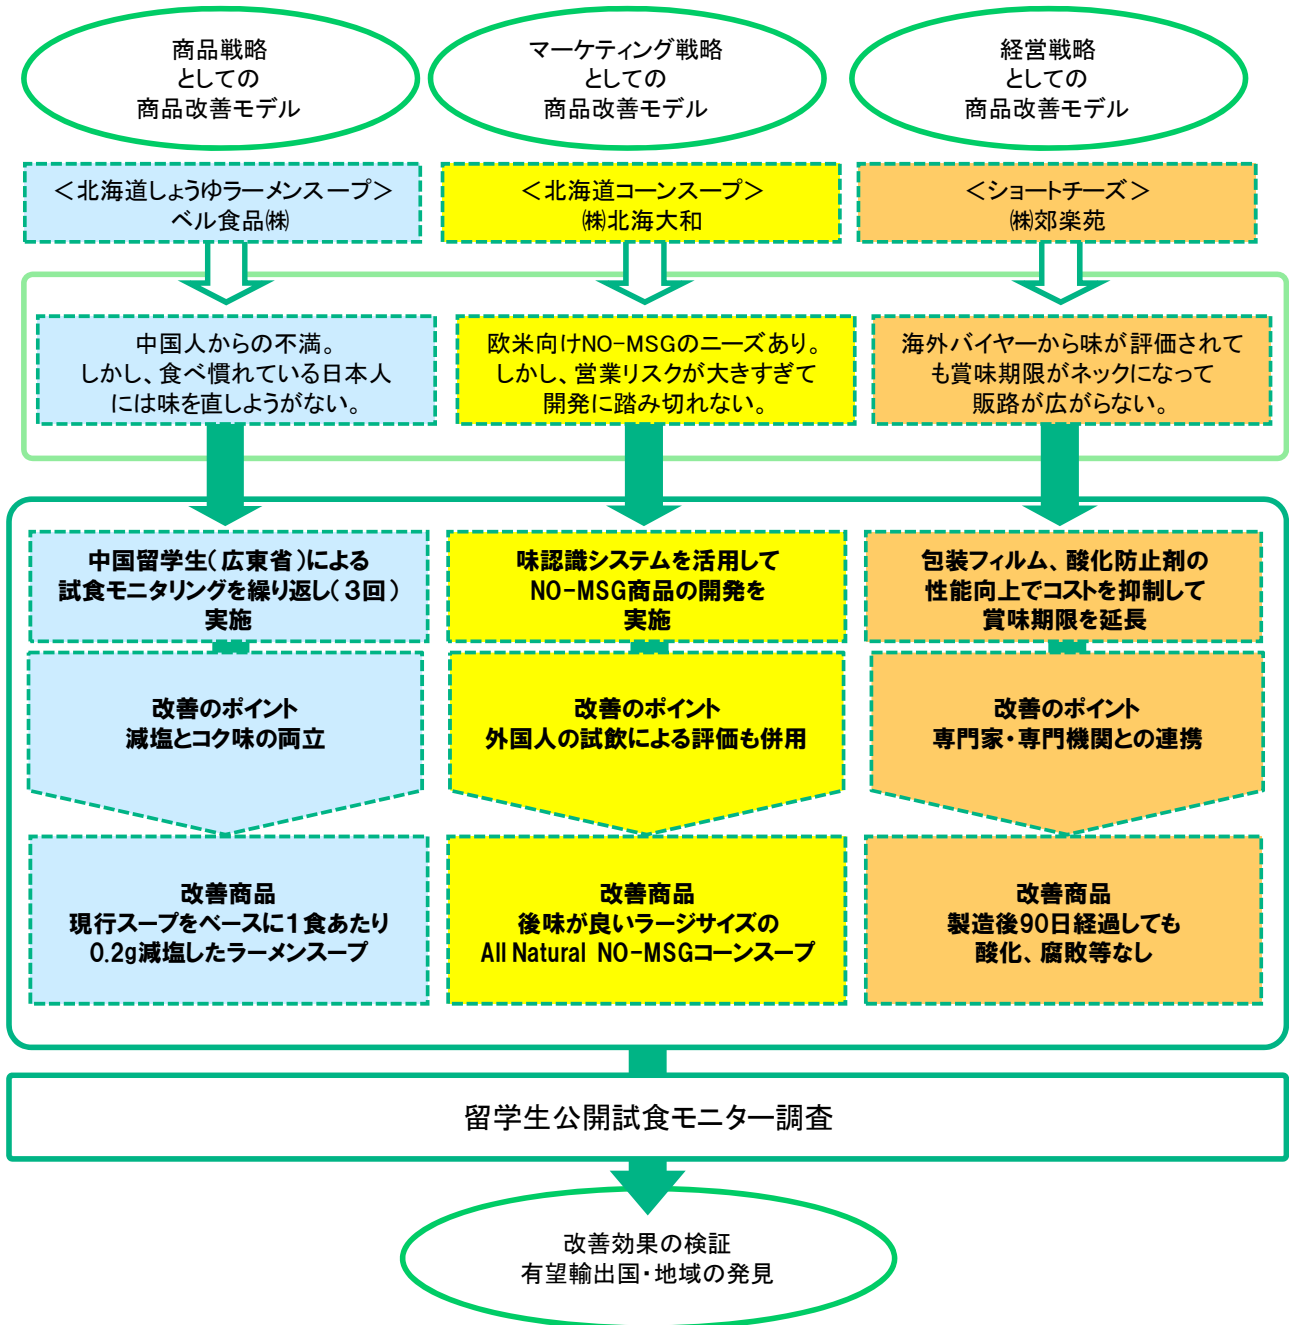 商品戦略
としての
商品改善モデル
マーケティング戦略
としての
商品改善モデル
経営戦略
としての
商品改善モデル
＜北海道しょうゆラーメンスープ＞
ベル食品㈱
＜北海道コーンスープ＞
㈱北海大和
＜ショートチーズ＞
㈱郊楽苑
中国人からの不満。
しかし、食べ慣れている日本人
には味を直しようがない。
欧米向けNO-MSGのニーズあり。
しかし、営業リスクが大きすぎて
開発に踏み切れない。
海外バイヤーから味が評価されて
も賞味期限がネックになって
販路が広がらない。
中国留学生（広東省）による
試食モニタリングを繰り返し（３回）
実施
味認識システムを活用して
NO-MSG商品の開発を
実施
包装フィルム、酸化防止剤の
性能向上でコストを抑制して
賞味期限を延長
改善のポイント
減塩とコク味の両立
改善のポイント
外国人の試飲による評価も併用
改善のポイント
専門家・専門機関との連携
改善商品
現行スープをベースに１食あたり
0.2g減塩したラーメンスープ
改善商品
後味が良いラージサイズの
All Natural NO-MSGコーンスープ
改善商品
製造後90日経過しても
酸化、腐敗等なし
留学生公開試食モニター調査
改善効果の検証
有望輸出国・地域の発見